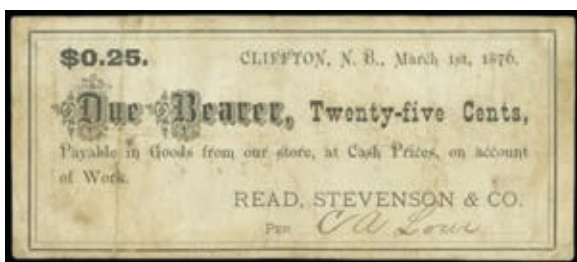 $0.25. CLIFFTON, N. B., March 1st, 1876.
Due Bearer, Twenty-five Cents,
Payable in Goods from our store, at Cash Prices, on account
of Work.
READ, STEVENSON & CO.
PER C A Lowe